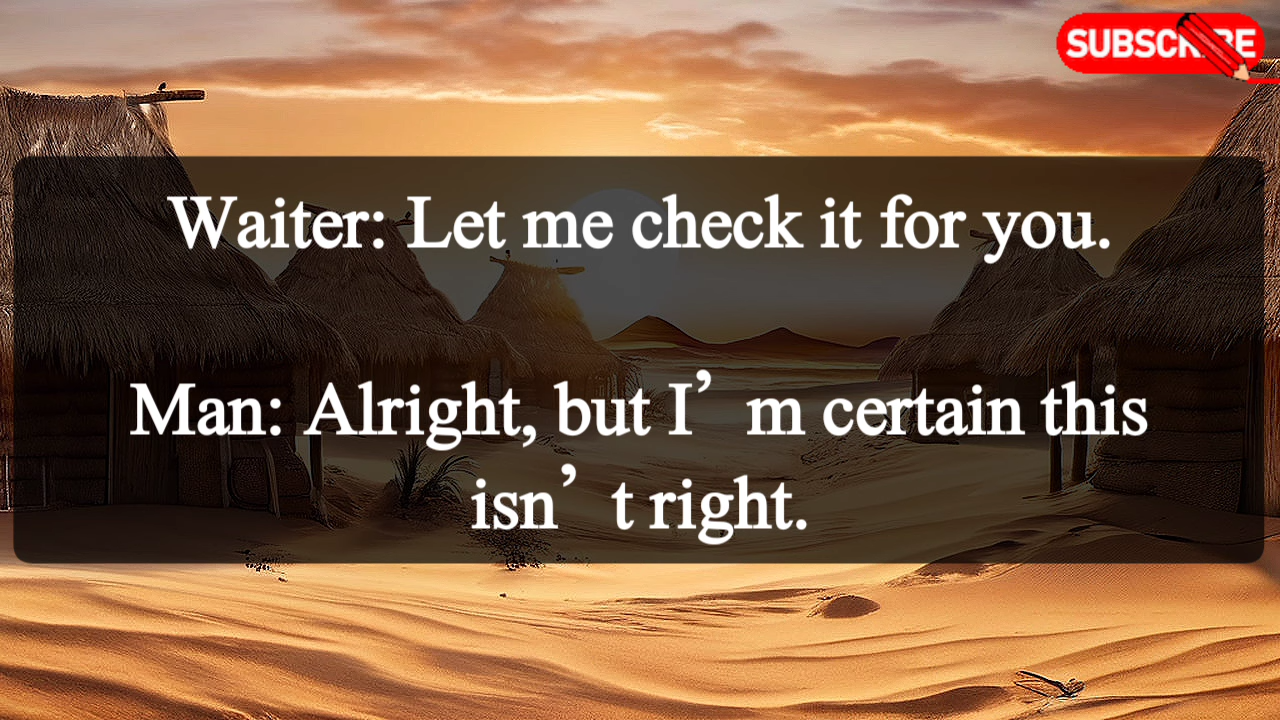 SUBSCRIBE
Waiter: Let me check it for you.
Man: Alright, but I’m certain this
isn’t right.